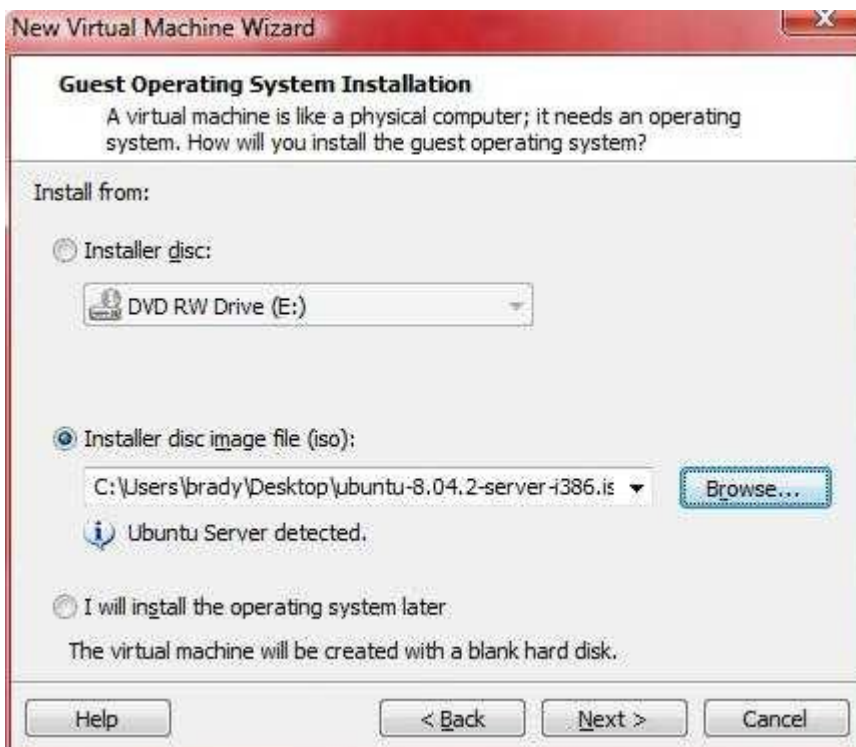 New Virtual Machine Wizard
Guest Operating System Installation
A virtual machine is like a physical computer; it needs an operating
system. How will you install the guest operating system?
Install from:
Installer disc:
DVD RW Drive (E:)
Installer disc image file (iso):
C:\Users\brady\Desktop\ubuntu-8.04.2-server-i386.is
Browse...
Ubuntu Server detected.
I will install the operating system later
The virtual machine will be created with a blank hard disk.
Help
< Back
Next >
Cancel